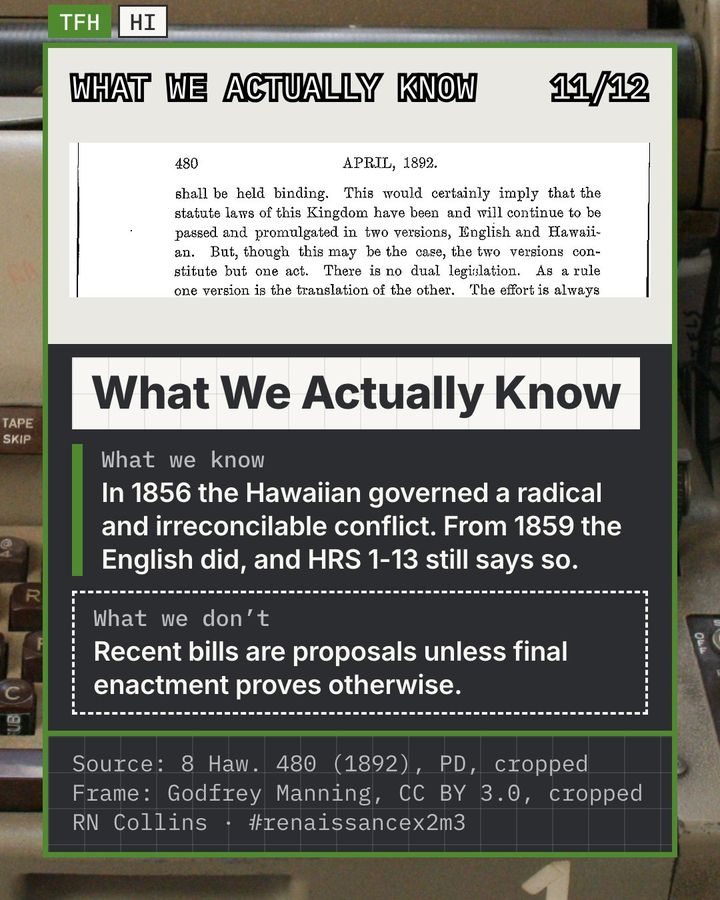 TFH HI
WHAT WE ACTUALLY KNOW 11/12
480 APRIL, 1892.
shall be held binding. This would certainly imply that the
statute laws of this Kingdom have been and will continue to be
passed and promulgated in two versions, English and Hawaii-
an. But, though this may be the case, the two versions con-
stitute but one act. There is no dual legislation. As a rule
one version is the translation of the other. The effort is always
What We Actually Know
What we know
In 1856 the Hawaiian governed a radical
and irreconcilable conflict. From 1859 the
English did, and HRS 1-13 still says so.
What we don’t
Recent bills are proposals unless final
enactment proves otherwise.
Source: 8 Haw. 480 (1892), PD, cropped
Frame: Godfrey Manning, CC BY 3.0, cropped
RN Collins · #renaissancex2m3
TAPE
SKIP
R
C
OFF
1